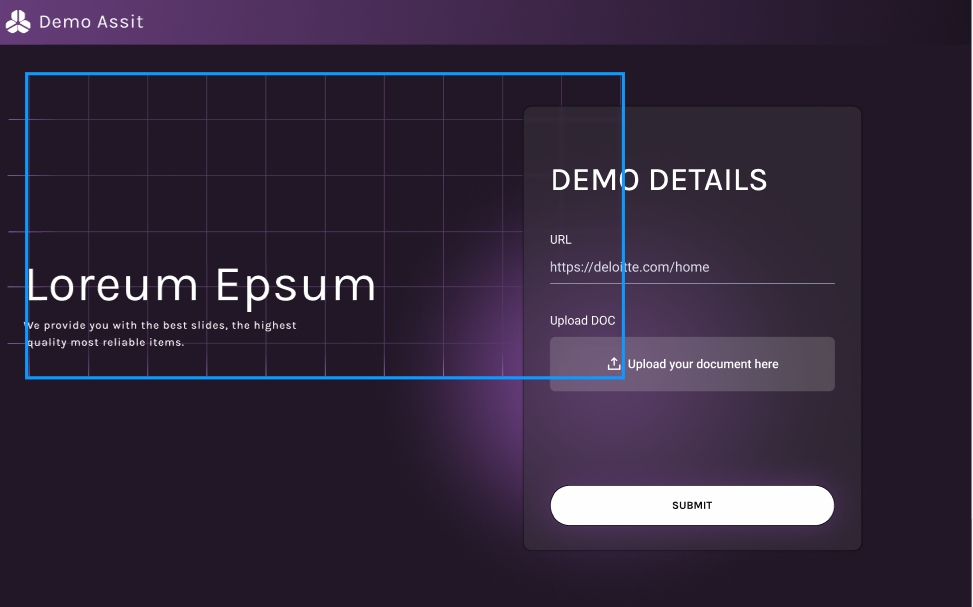 Demo Assit
Loreum Epsum
We provide you with the best slides, the highest
quality most reliable items.
DEMO DETAILS
URL
https://deloitte.com/home
Upload DOC
Upload your document here
SUBMIT